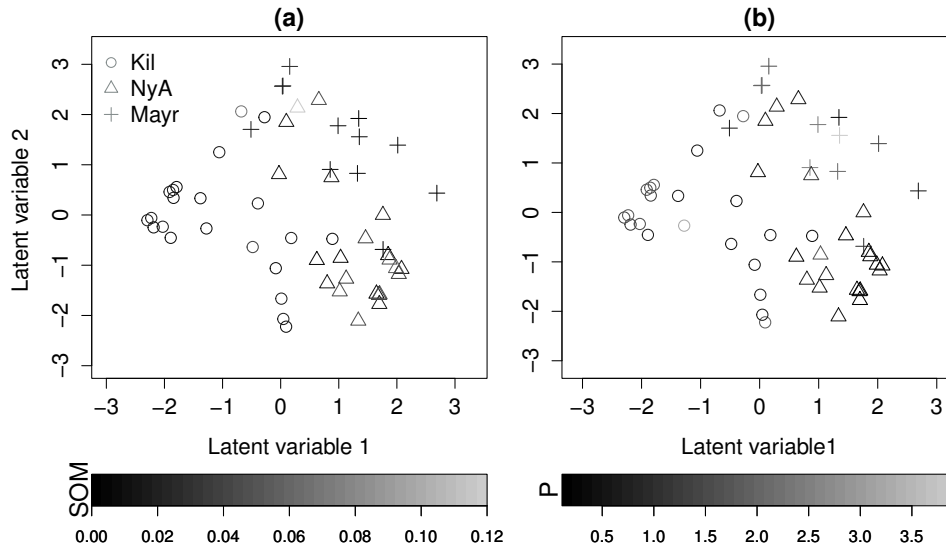 (a)
(b)
Kil
NyA
Mayr
Latent variable 2
3
2
1
0
−1
−2
−3
−3 −2 −1 0 1 2 3
Latent variable 1
3
2
1
0
−1
−2
−3
−3 −2 −1 0 1 2 3
Latent variable1
SOM
0.00 0.02 0.04 0.06 0.08 0.10 0.12
P
0.5 1.0 1.5 2.0 2.5 3.0 3.5